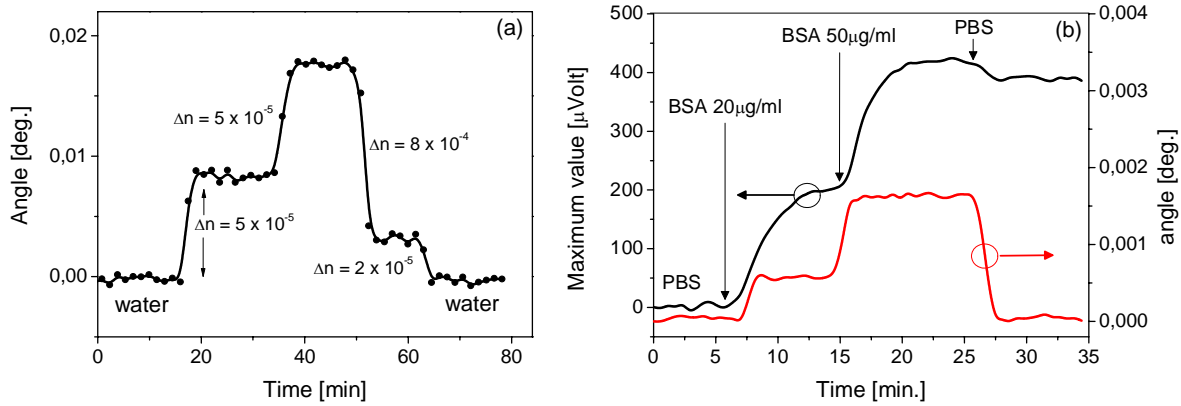 (a)
0,02
0,01
0,00
Angle [deg.]
Δn = 5 x 10⁻⁵
Δn = 8 x 10⁻⁴
Δn = 5 x 10⁻⁵
Δn = 2 x 10⁻⁵
water
water
0 20 40 60 80
Time [min]
(b)
500
400
300
200
100
0
Maximum value [μVolt]
PBS
BSA 50μg/ml
BSA 20μg/ml
PBS
0,004
0,003
0,002
0,001
0,000
angle [deg.]
0 5 10 15 20 25 30 35
Time [min.]